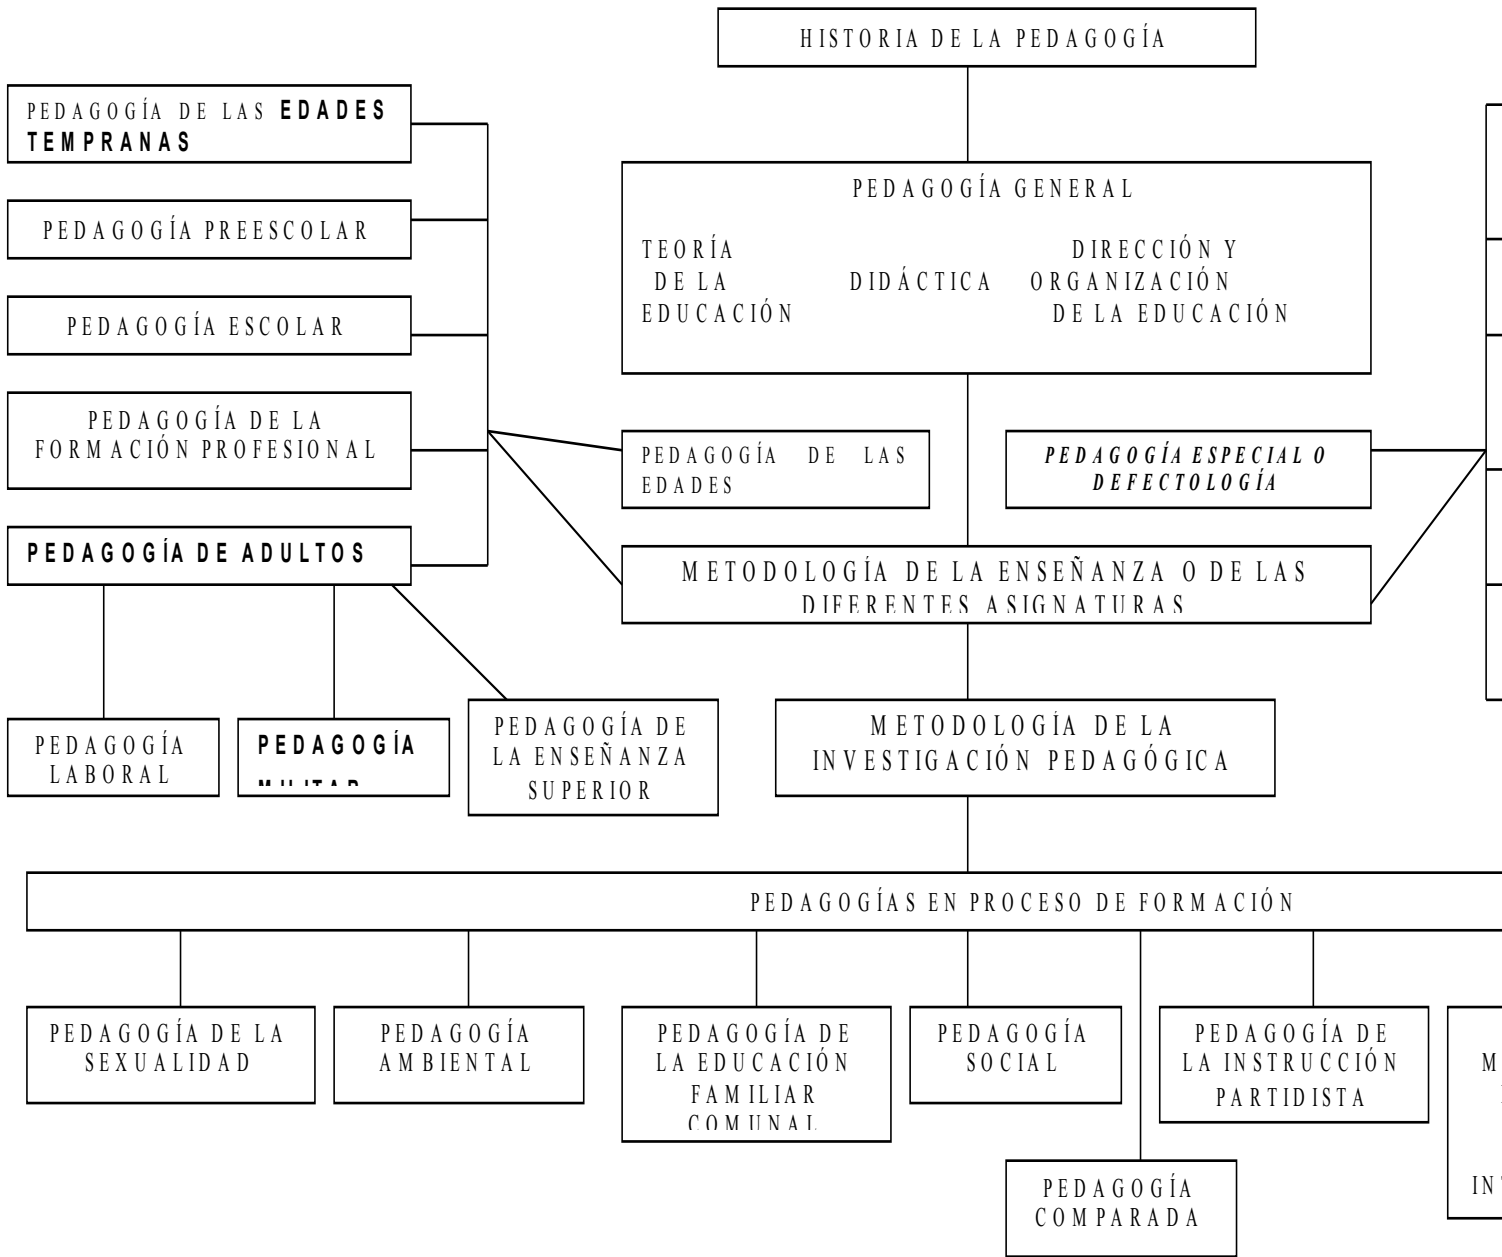 HISTORIA DE LA PEDAGOGÍA
PEDAGOGÍA DE LAS EDADES
TEMPRANAS
PEDAGOGÍA PREESCOLAR
PEDAGOGÍA ESCOLAR
PEDAGOGÍA DE LA
FORMACIÓN PROFESIONAL
PEDAGOGÍA DE ADULTOS
PEDAGOGÍA GENERAL
TEORÍA
DE LA
EDUCACIÓN
DIDÁCTICA
DIRECCIÓN Y
ORGANIZACIÓN
DE LA EDUCACIÓN
PEDAGOGÍA DE LAS
EDADES
PEDAGOGÍA ESPECIAL O
DEFECTOLOGÍA
METODOLOGÍA DE LA ENSEÑANZA O DE LAS
DIFERENTES ASIGNATURAS
PEDAGOGÍA
LABORAL
PEDAGOGÍA
MILITAR
PEDAGOGÍA DE
LA ENSEÑANZA
SUPERIOR
METODOLOGÍA DE LA
INVESTIGACIÓN PEDAGÓGICA
PEDAGOGÍAS EN PROCESO DE FORMACIÓN
PEDAGOGÍA DE LA
SEXUALIDAD
PEDAGOGÍA
AMBIENTAL
PEDAGOGÍA DE
LA EDUCACIÓN
FAMILIAR
COMUNAL
PEDAGOGÍA
SOCIAL
PEDAGOGÍA DE
LA INSTRUCCIÓN
PARTIDISTA
PEDAGOGÍA
COMPARADA